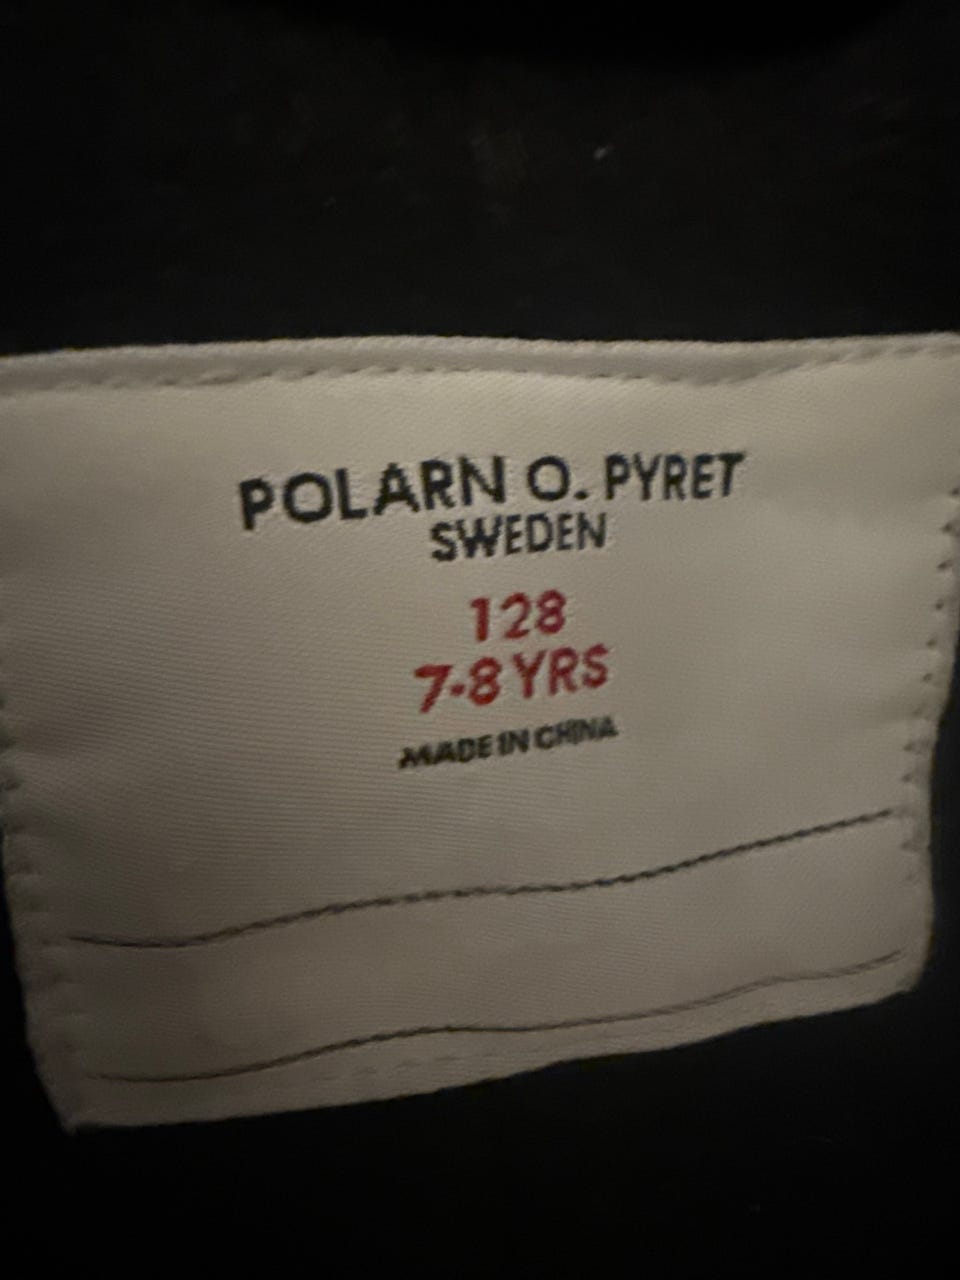 POLARN O. PYRET
SWEDEN
128
7-8 YRS
MADE IN CHINA